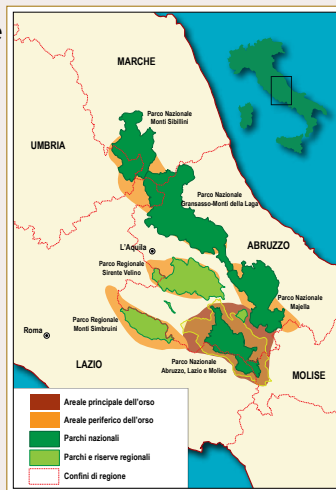 e
MARCHE
Parco Nazionale
Monti Sibillini
UMBRIA
Parco Nazionale
Gransasso-Monti della Laga
L'Aquila
ABRUZZO
Parco Regionale
Sirente Velino
Parco Nazionale
Majella
Parco Regionale
Monti Simbruini
Roma
Parco Nazionale
Abruzzo, Lazio e Molise
LAZIO
MOLISE
Areale principale dell'orso
Areale periferico dell'orso
Parchi nazionali
Parchi e riserve regionali
Confini di regione